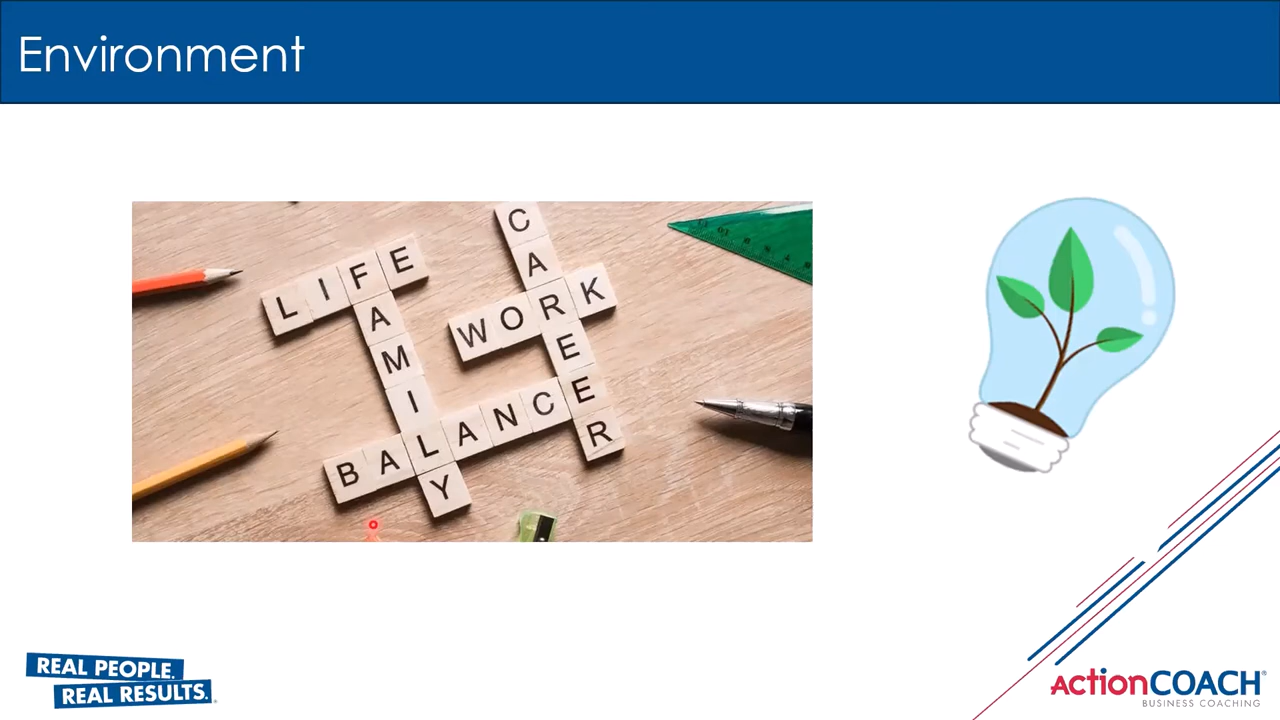 Environment
LIFE
FAMILY
CAREER
WORK
BALANCE
REAL PEOPLE.
REAL RESULTS.
ActionCOACH®
BUSINESS COACHING